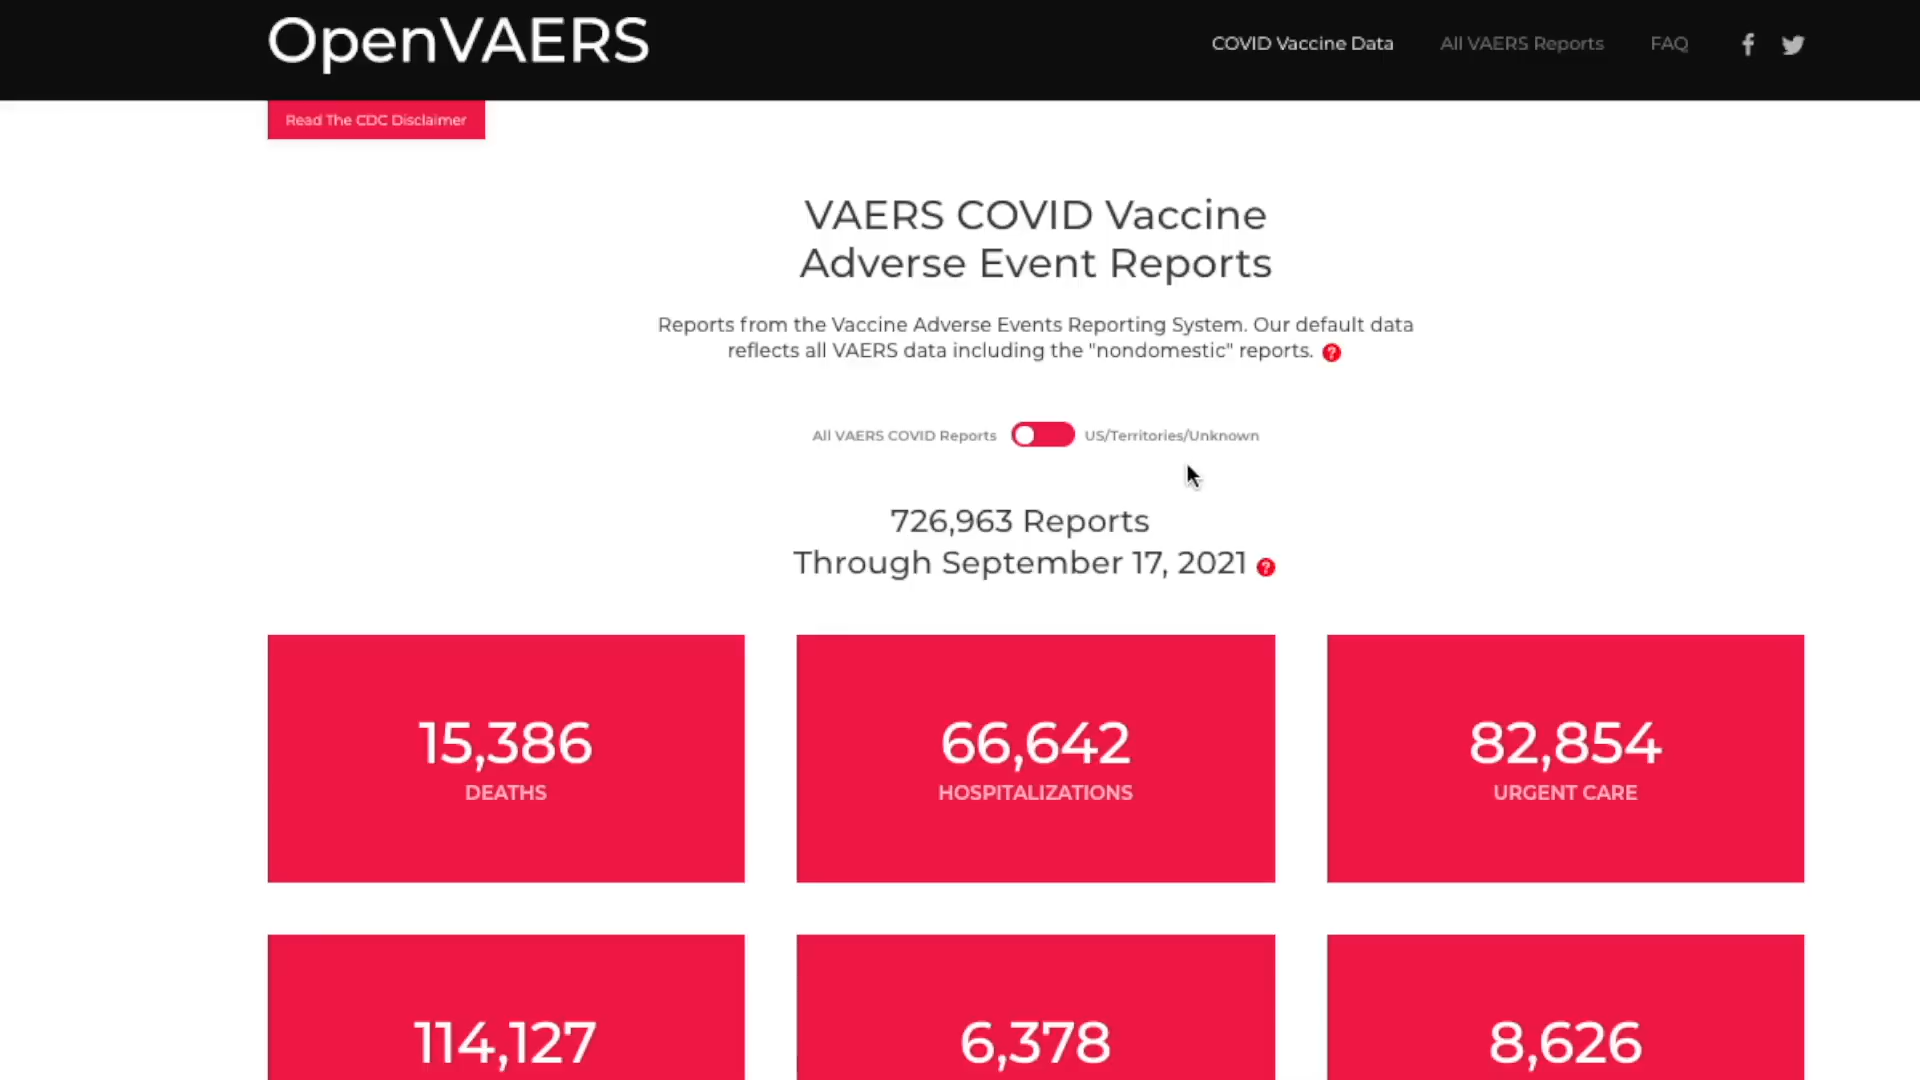 OpenVAERS
COVID Vaccine Data
All VAERS Reports
FAQ
Read The CDC Disclaimer
VAERS COVID Vaccine
Adverse Event Reports
Reports from the Vaccine Adverse Events Reporting System. Our default data
reflects all VAERS data including the "nondomestic" reports. ?
All VAERS COVID Reports
US/Territories/Unknown
726,963 Reports
Through September 17, 2021 ?
15,386
DEATHS
66,642
HOSPITALIZATIONS
82,854
URGENT CARE
114,127
6,378
8,626